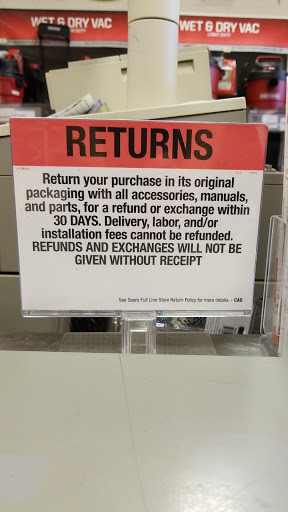 WET & DRY VAC
WET & DRY VAC
RETURNS
Return your purchase in its original
packaging with all accessories, manuals,
and parts, for a refund or exchange within
30 DAYS. Delivery, labor, and/or
installation fees cannot be refunded.
REFUNDS AND EXCHANGES WILL NOT BE
GIVEN WITHOUT RECEIPT
See Sears Full Line Store Return Policy for more details. - CAS